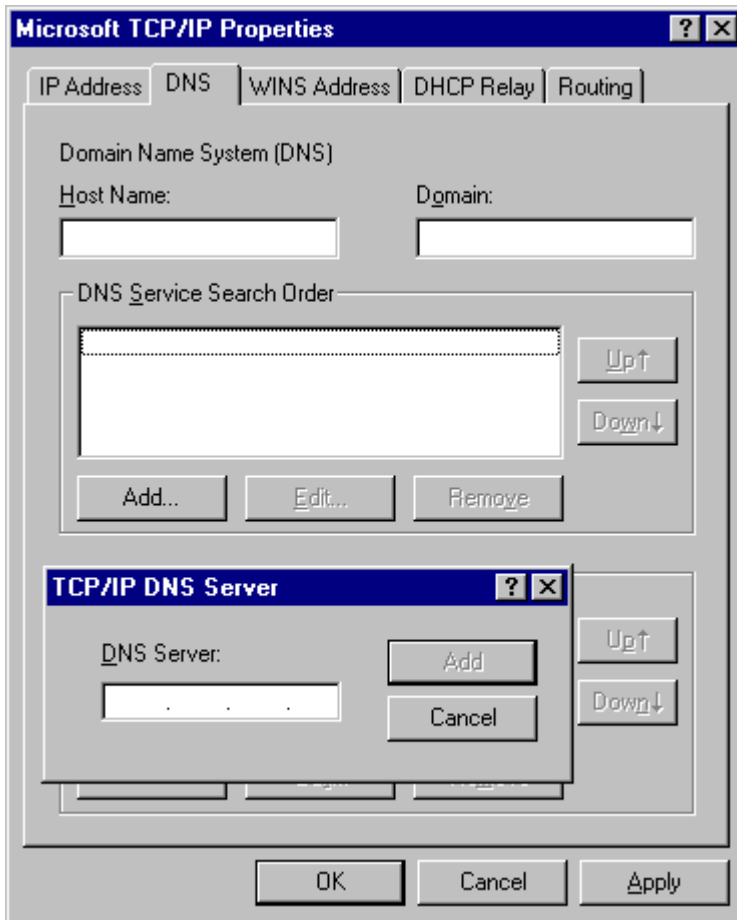 Microsoft TCP/IP Properties
IP Address DNS WINS Address DHCP Relay Routing
Domain Name System (DNS)
Host Name: Domain:
DNS Service Search Order
Up↑
Down↓
Add... Edit... Remove
TCP/IP DNS Server
DNS Server: Add
. . .
Cancel
Up↑
Down↓
OK Cancel Apply